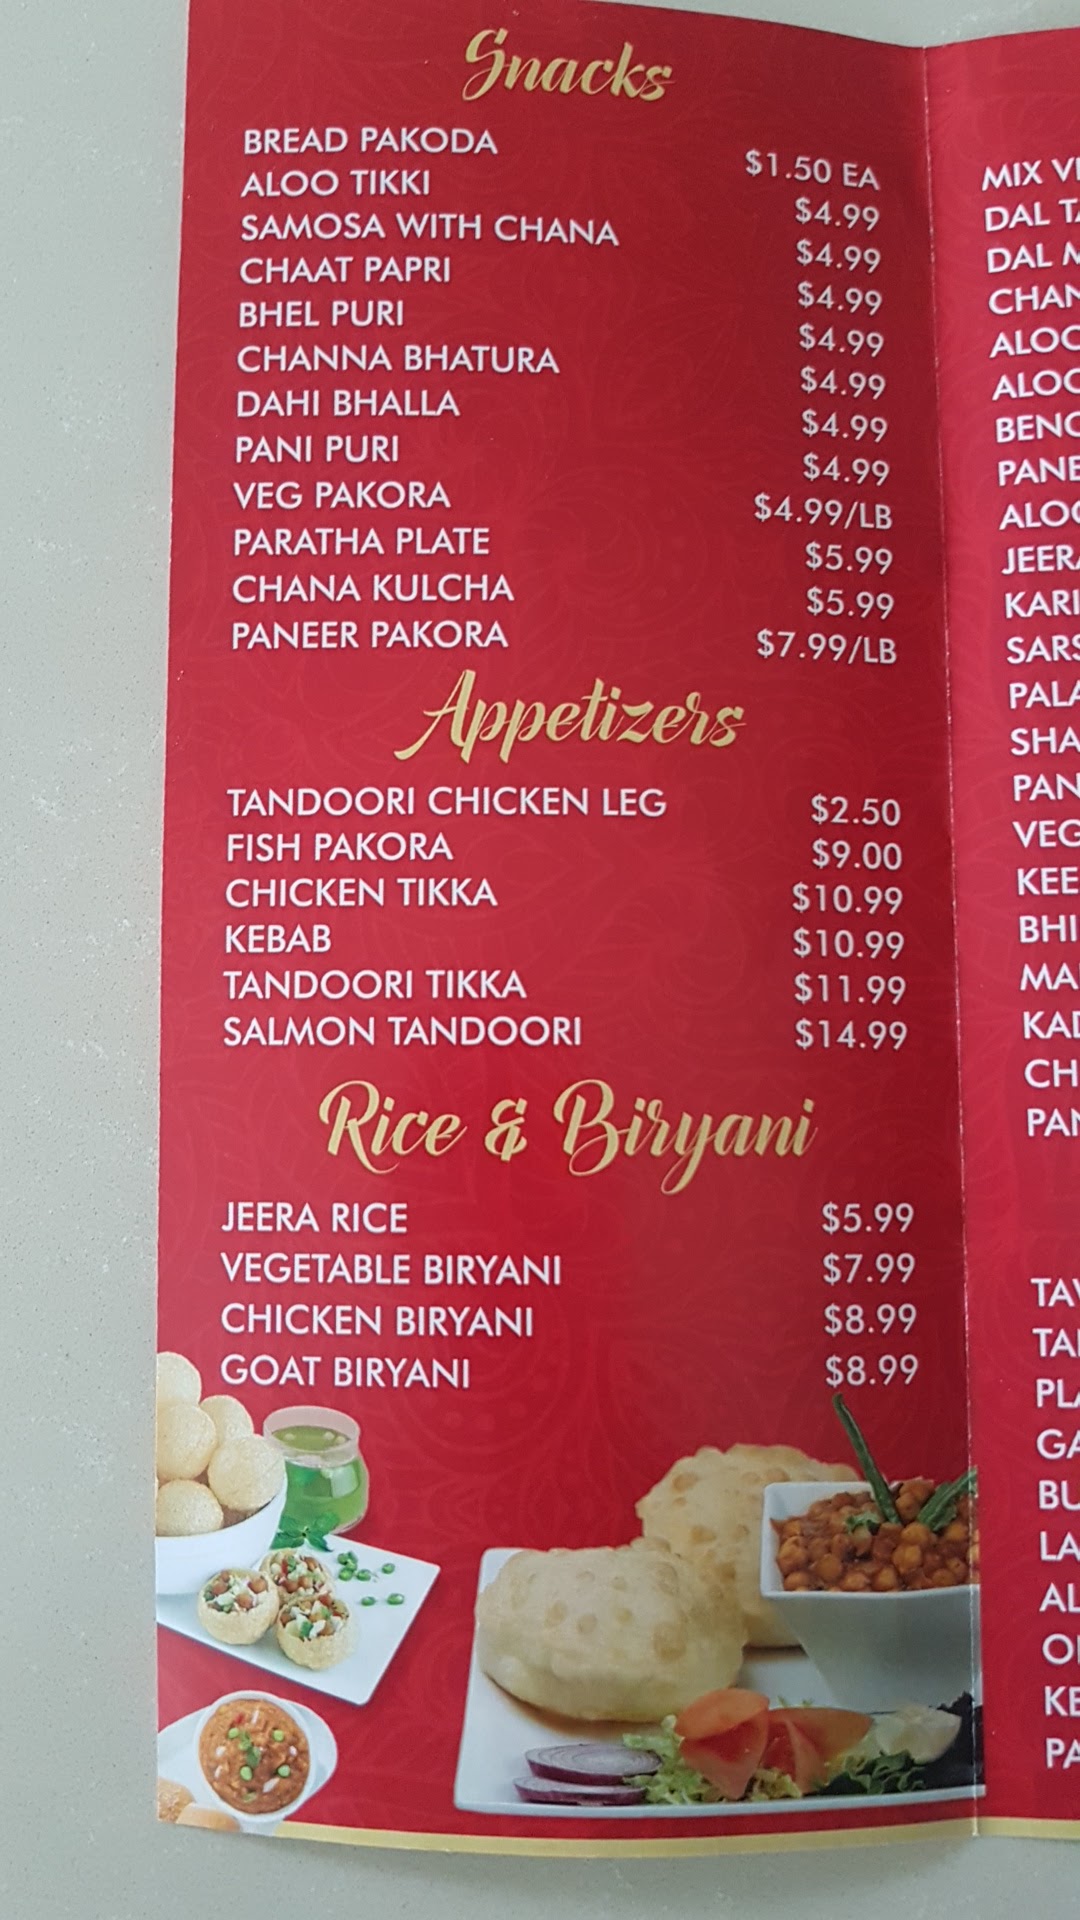 Snacks
BREAD PAKODA $1.50 EA
ALOO TIKKI $4.99
SAMOSA WITH CHANA $4.99
CHAAT PAPRI $4.99
BHEL PURI $4.99
CHANNA BHATURA $4.99
DAHI BHALLA $4.99
PANI PURI $4.99
VEG PAKORA $4.99/LB
PARATHA PLATE $5.99
CHANA KULCHA $5.99
PANEER PAKORA $7.99/LB
Appetizers
TANDOORI CHICKEN LEG $2.50
FISH PAKORA $9.00
CHICKEN TIKKA $10.99
KEBAB $10.99
TANDOORI TIKKA $11.99
SALMON TANDOORI $14.99
Rice & Biryani
JEERA RICE $5.99
VEGETABLE BIRYANI $7.99
CHICKEN BIRYANI $8.99
GOAT BIRYANI $8.99
MIX
DAL
DAL